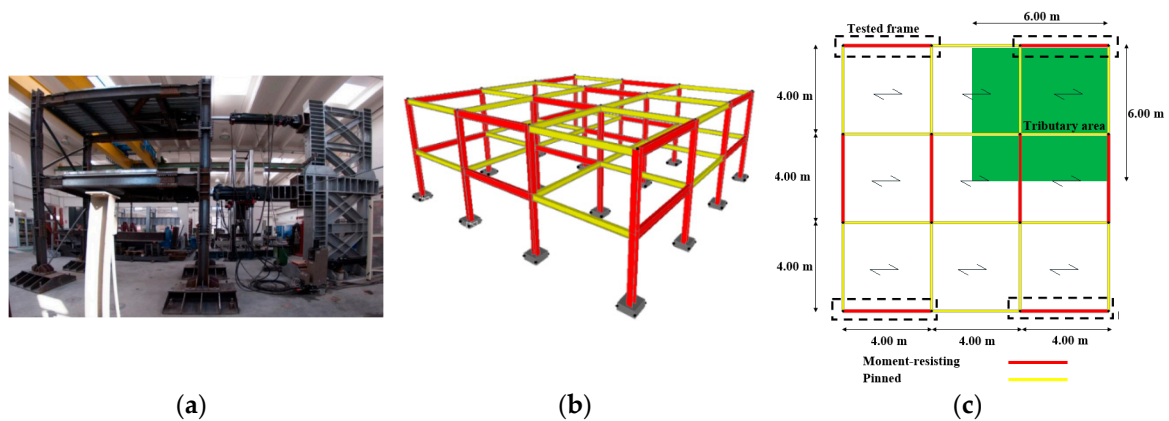 6.00 m
Tested frame
4.00 m
6.00 m
Tributary area
4.00 m
4.00 m
4.00 m
4.00 m
4.00 m
Moment-resisting
Pinned
(a)
(b)
(c)